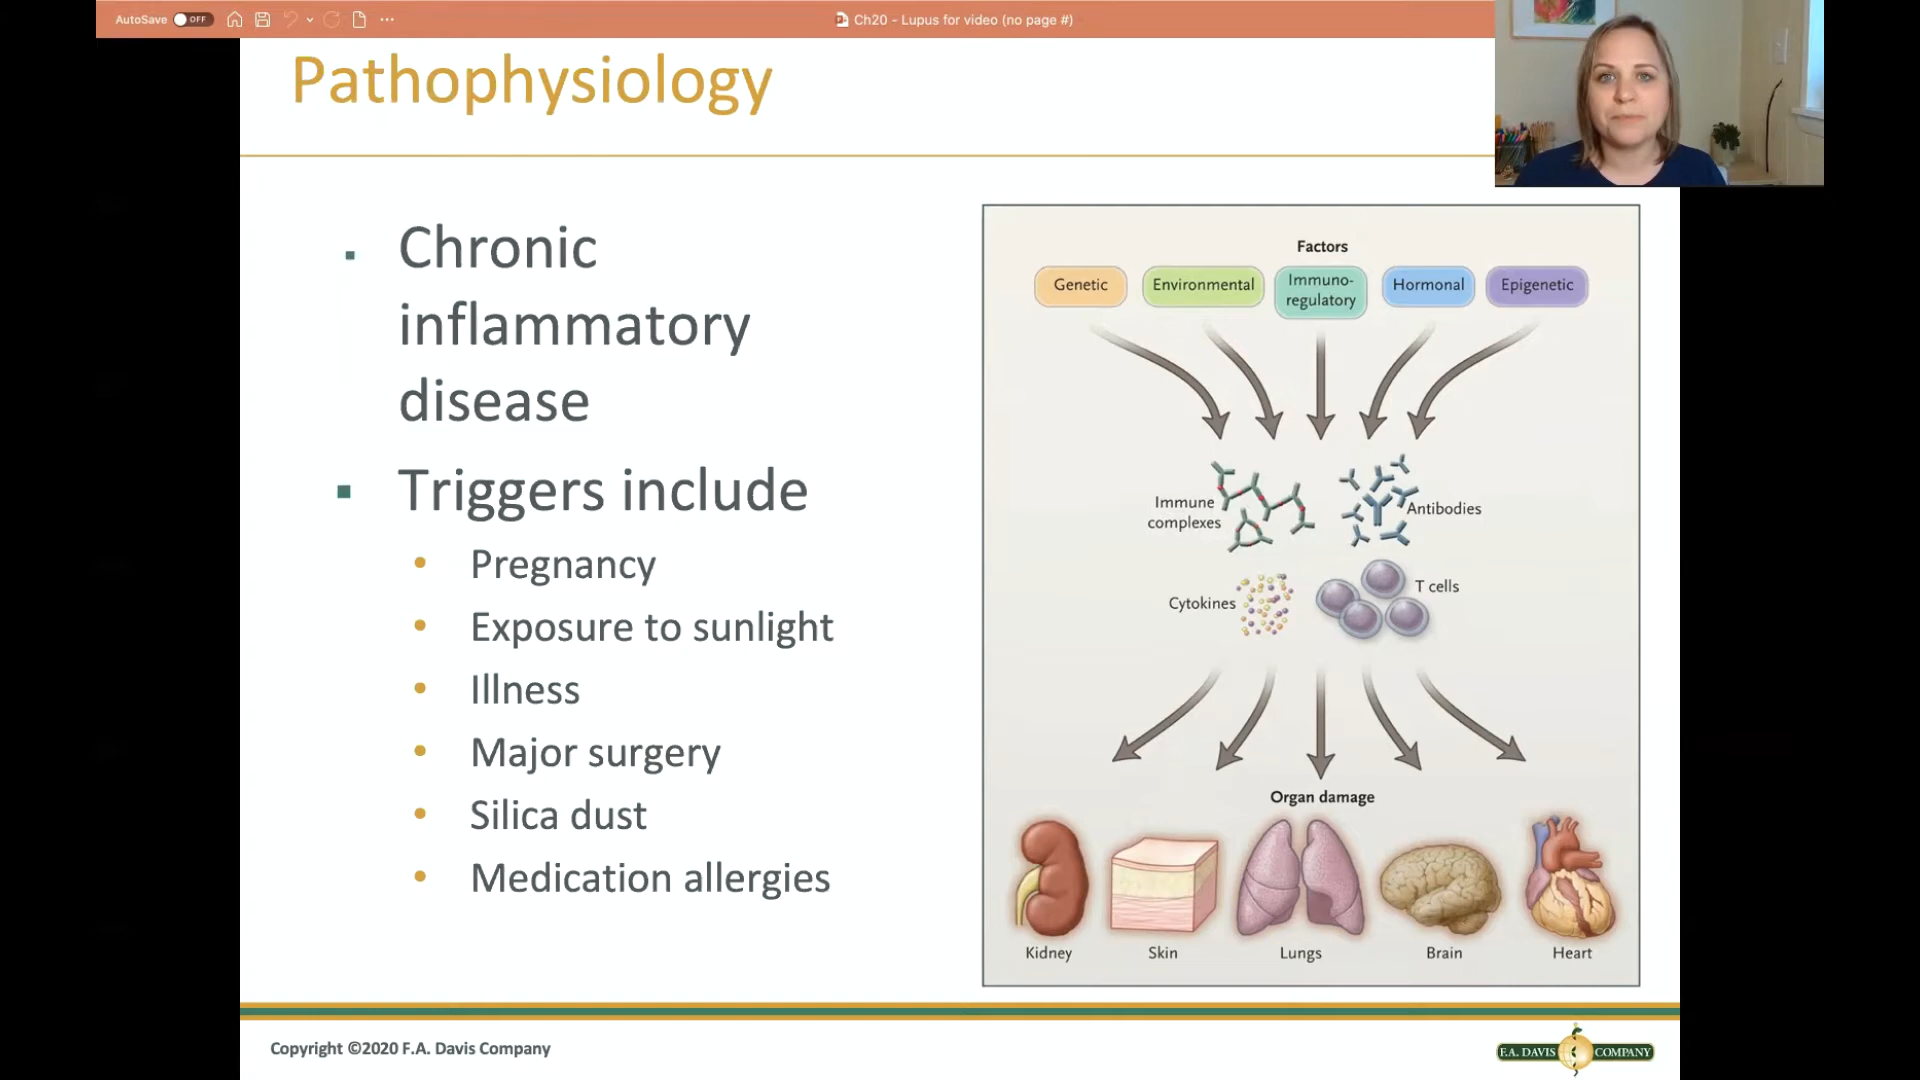 AutoSave OFF
Ch20 - Lupus for video (no page #)
Pathophysiology
Chronic
inflammatory
disease
Triggers include
Pregnancy
Exposure to sunlight
Illness
Major surgery
Silica dust
Medication allergies
Factors
Genetic
Environmental
Immuno-
regulatory
Hormonal
Epigenetic
Immune
complexes
Antibodies
Cytokines
T cells
Organ damage
Kidney
Skin
Lungs
Brain
Heart
Copyright ©2020 F.A. Davis Company
F.A. DAVIS COMPANY